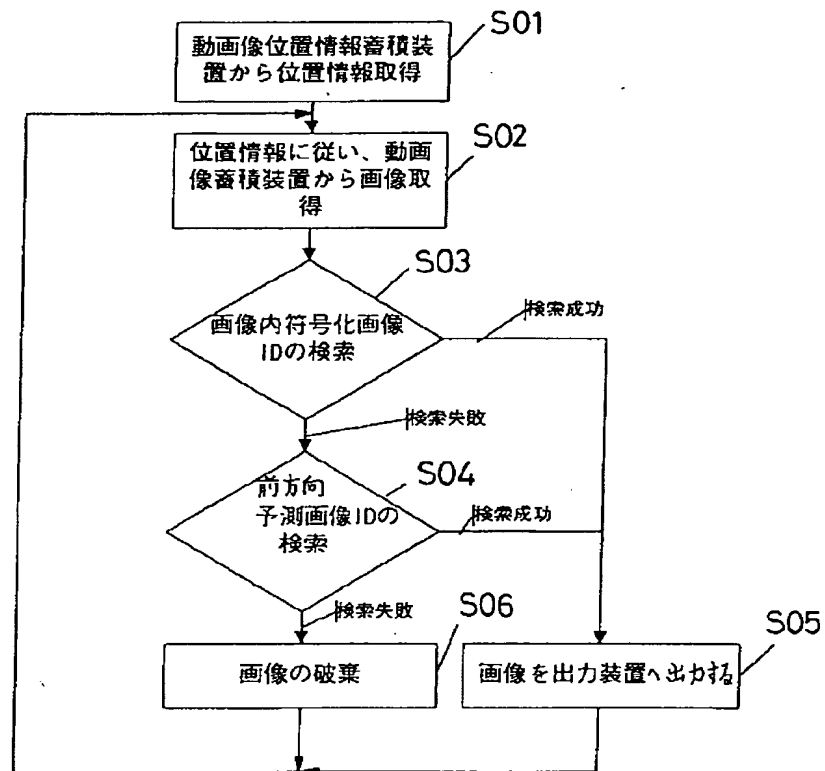 S01
動画像位置情報蓄積装
置から位置情報取得
S02
位置情報に従い、動画
像蓄積装置から画像取
得
S03
画像内符号化画像
IDの検索
検索成功
検索失敗
S04
前方向
予測画像IDの
検索
検索成功
検索失敗
S06
画像の破棄
S05
画像を出力装置へ出力する